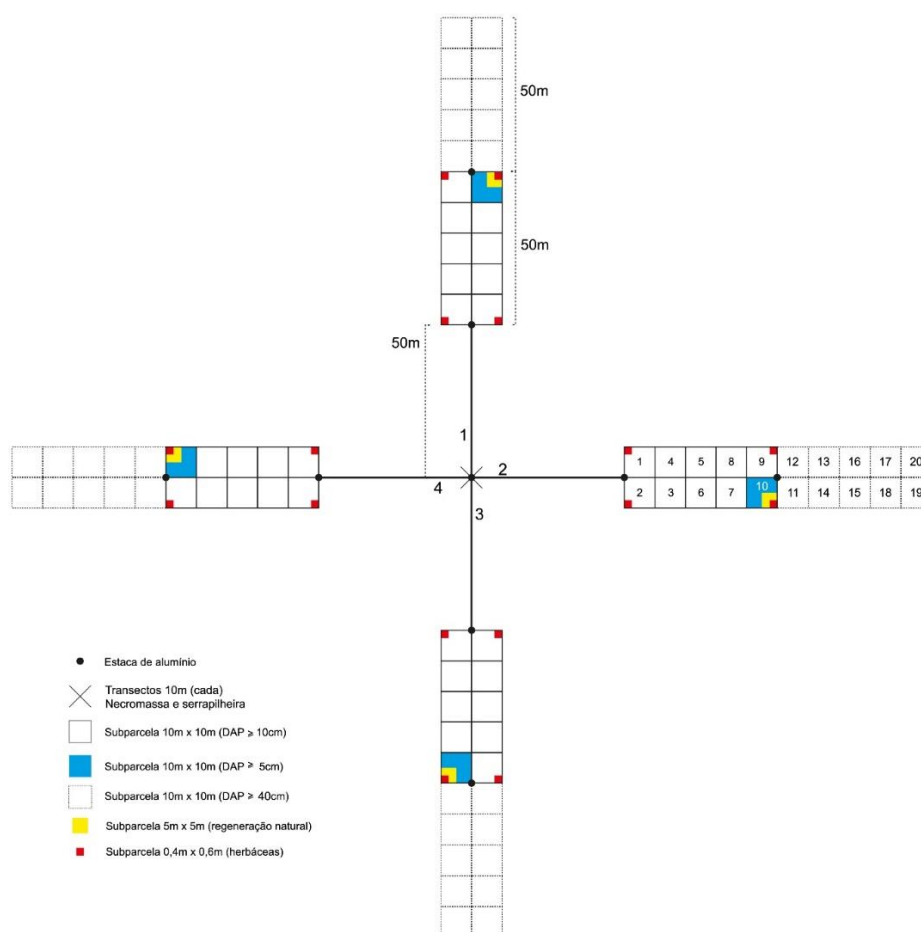 50m
50m
50m
1
2
4
3
1 4 5 8 9 12 13 16 17 20
2 3 6 7 10 11 14 15 18 19
Estaca de alumínio
Transectos 10m (cada)
Necromassa e serrapilheira
Subparcela 10m x 10m (DAP ⩾ 10cm)
Subparcela 10m x 10m (DAP ⩾ 5cm)
Subparcela 10m x 10m (DAP ⩾ 40cm)
Subparcela 5m x 5m (regeneração natural)
Subparcela 0,4m x 0,6m (herbáceas)